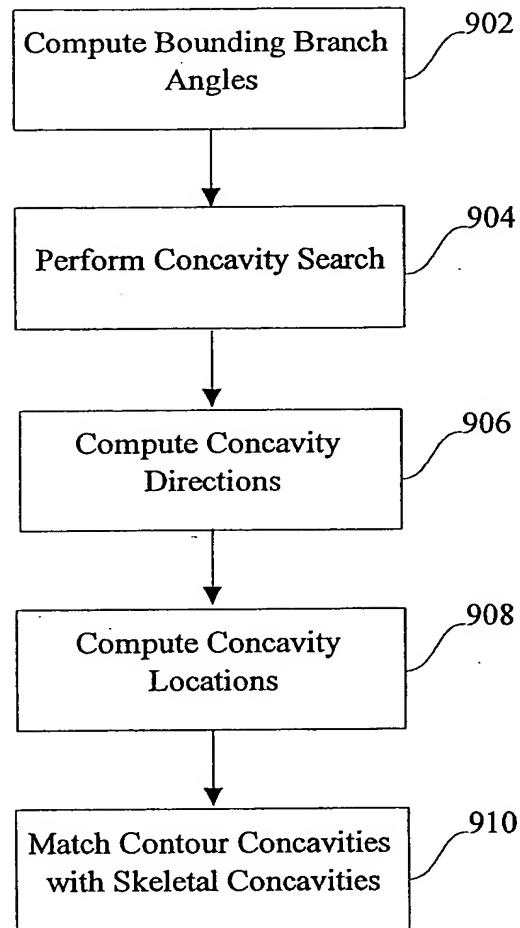 902
Compute Bounding Branch
Angles
904
Perform Concavity Search
906
Compute Concavity
Directions
908
Compute Concavity
Locations
910
Match Contour Concavities
with Skeletal Concavities